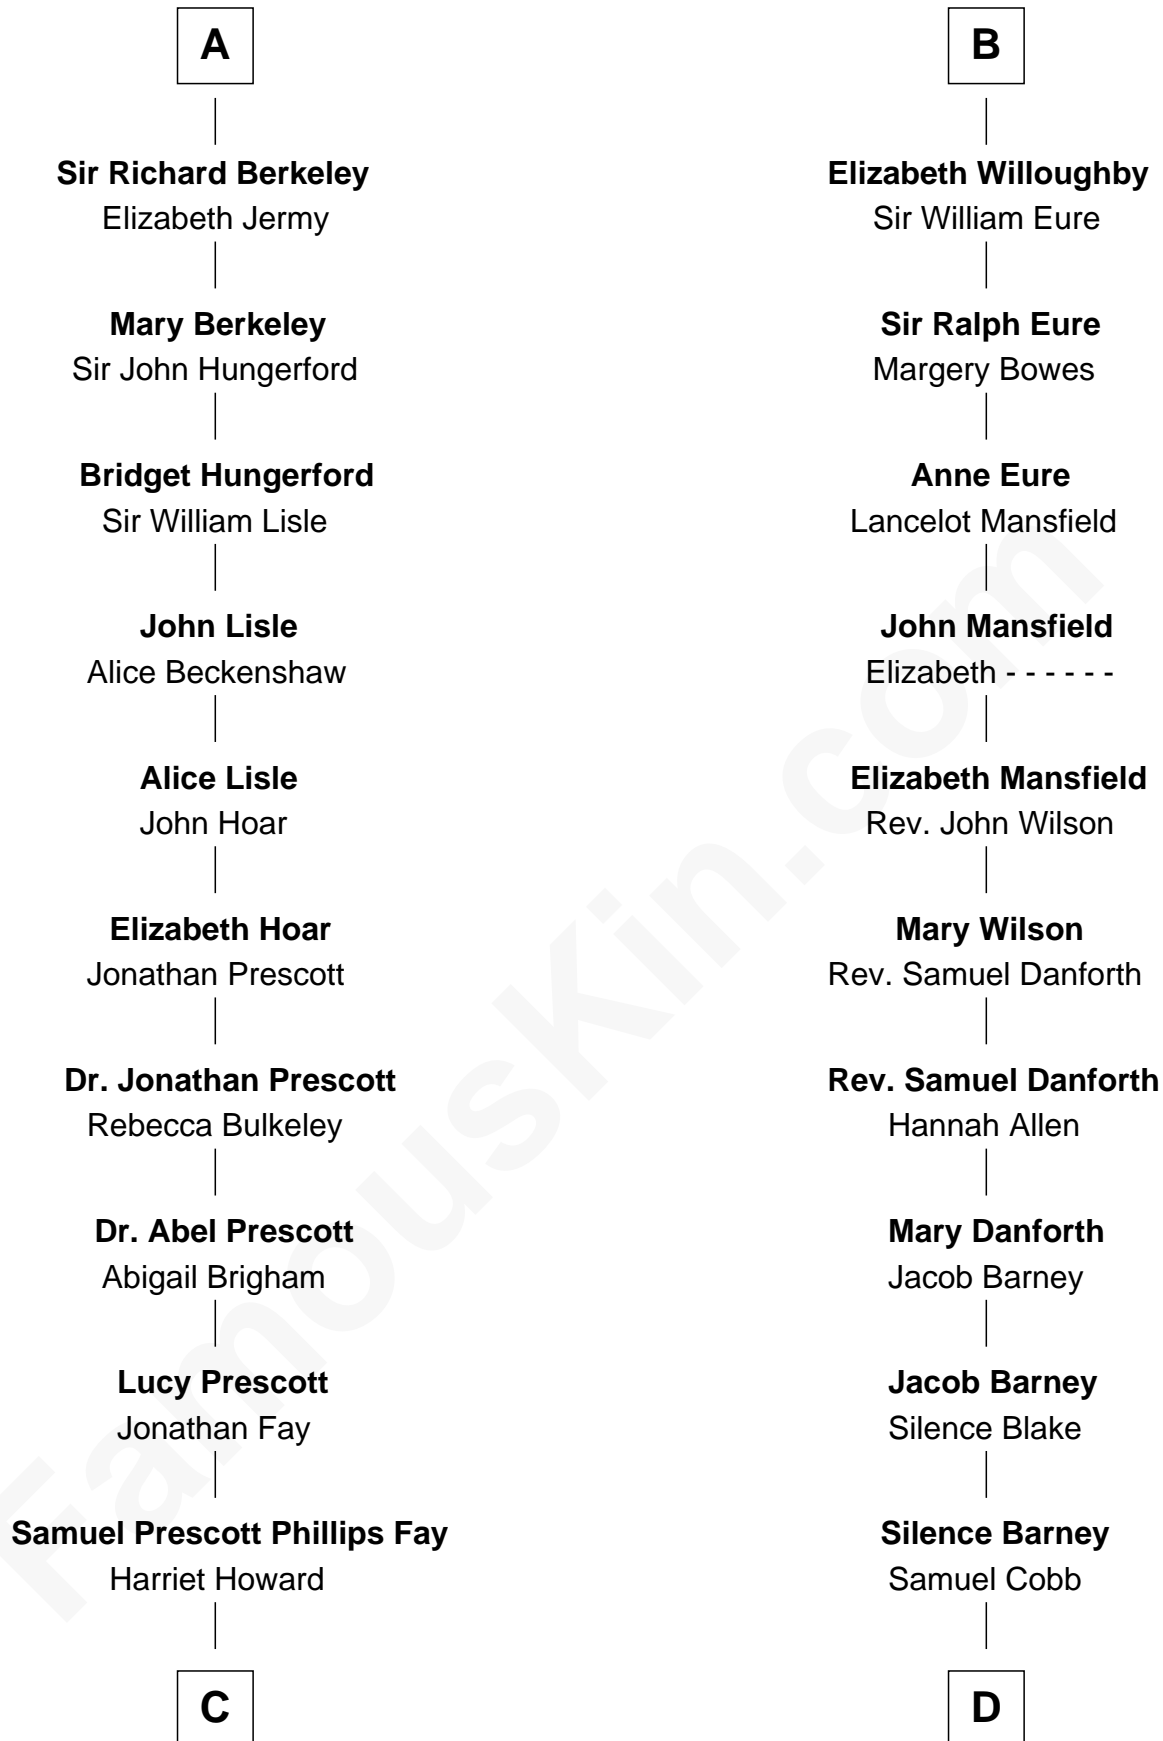 A
Sir Richard Berkeley
Elizabeth Jermy
Mary Berkeley
Sir John Hungerford
Bridget Hungerford
Sir William Lisle
John Lisle
Alice Beckenshaw
Alice Lisle
John Hoar
Elizabeth Hoar
Jonathan Prescott
Dr. Jonathan Prescott
Rebecca Bulkeley
Dr. Abel Prescott
Abigail Brigham
Lucy Prescott
Jonathan Fay
Samuel Prescott Phillips Fay
Harriet Howard
C
B
Elizabeth Willoughby
Sir William Eure
Sir Ralph Eure
Margery Bowes
Anne Eure
Lancelot Mansfield
John Mansfield
Elizabeth - - - - - -
Elizabeth Mansfield
Rev. John Wilson
Mary Wilson
Rev. Samuel Danforth
Rev. Samuel Danforth
Hannah Allen
Mary Danforth
Jacob Barney
Jacob Barney
Silence Blake
Silence Barney
Samuel Cobb
D
FamousKin.com